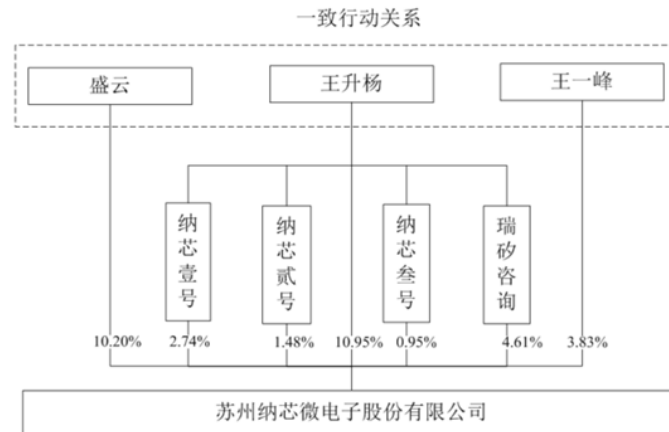 一致行动关系
盛云
王升杨
王一峰
纳芯壹号
纳芯贰号
纳芯叁号
瑞矽咨询
10.20%
2.74%
1.48%
10.95%
0.95%
4.61%
3.83%
苏州纳芯微电子股份有限公司